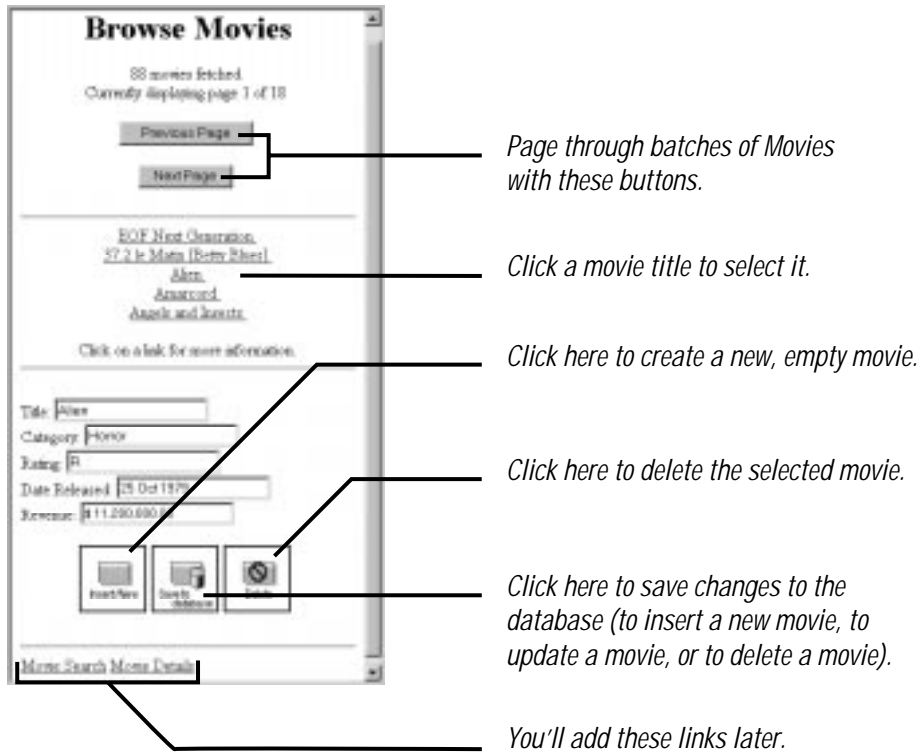 Browse Movies
88 movies fetched.
Currently displaying page 1 of 18
Previous Page
Next Page
Page through batches of Movies
with these buttons.
EOF Next Generation
37.2 le Matin [Betty Blues]
Alien
Amarcord
Angels and Insects
Click a movie title to select it.
Click on a link for more information.
Click here to create a new, empty movie.
Title: Alien
Category: Horror
Rating: R
Date Released: 25 Oct 1979
Revenue: $ 11,200,000.00
Click here to delete the selected movie.
Insert/New
Save to
database
Delete
Click here to save changes to the
database (to insert a new movie, to
update a movie, or to delete a movie).
Movie Search Movie Details
You’ll add these links later.